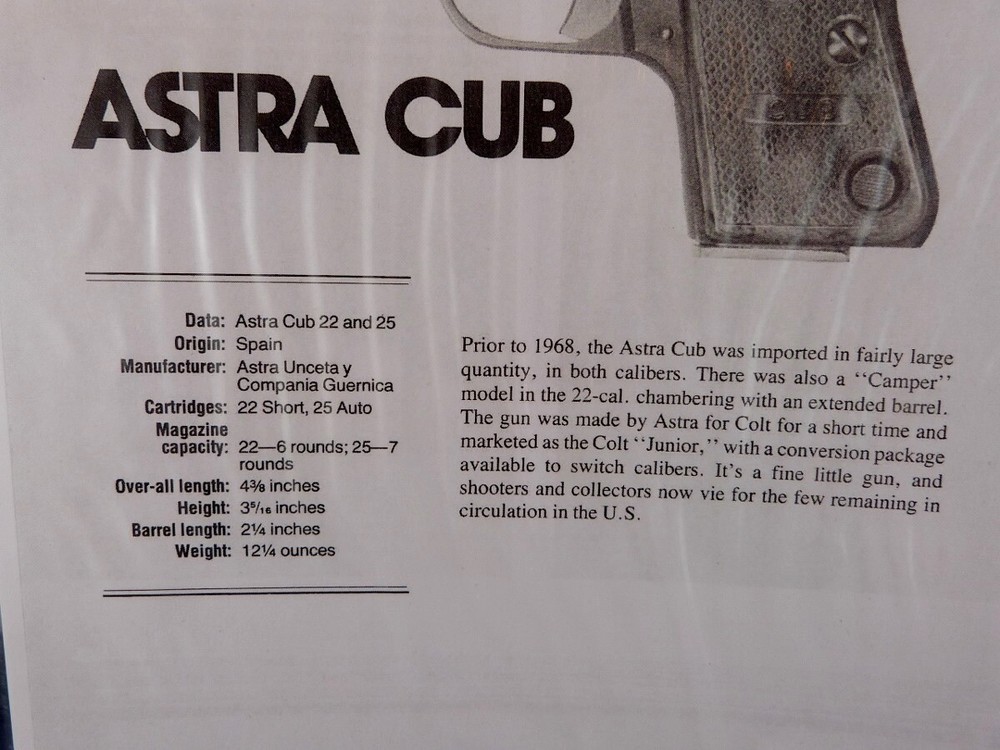 CUB
ASTRA CUB
Data: Astra Cub 22 and 25
Origin: Spain
Manufacturer: Astra Unceta y
Compania Guernica
Cartridges: 22 Short, 25 Auto
Magazine
capacity: 22—6 rounds; 25—7
rounds
Over-all length: 4⅜ inches
Height: 3⁵/₁₆ inches
Barrel length: 2¼ inches
Weight: 12¼ ounces
Prior to 1968, the Astra Cub was imported in fairly large
quantity, in both calibers. There was also a ‘‘Camper’’
model in the 22-cal. chambering with an extended barrel.
The gun was made by Astra for Colt for a short time and
marketed as the Colt ‘‘Junior,’’ with a conversion package
available to switch calibers. It's a fine little gun, and
shooters and collectors now vie for the few remaining in
circulation in the U.S.